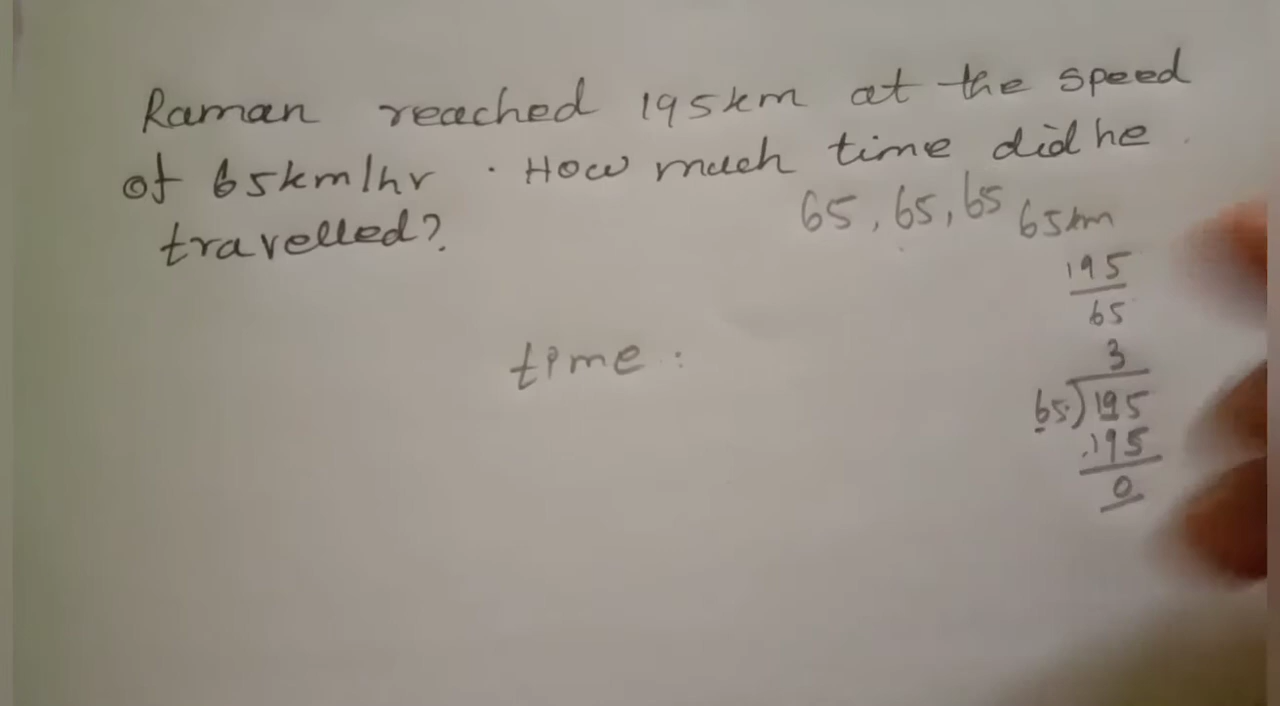 Raman reached 195km at the speed
of 65km/hr . How much time did he
travelled?
65, 65, 65 65km
195
65
time :
3
65)195
195
0